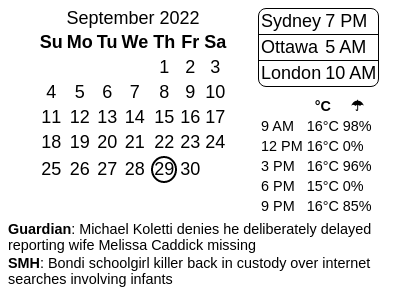 September 2022
Su Mo Tu We Th Fr Sa
1 2 3
4 5 6 7 8 9 10
11 12 13 14 15 16 17
18 19 20 21 22 23 24
25 26 27 28 29 30
Sydney 7 PM
Ottawa 5 AM
London 10 AM
°C ☂
9 AM 16°C 98%
12 PM 16°C 0%
3 PM 16°C 96%
6 PM 15°C 0%
9 PM 16°C 85%
Guardian: Michael Koletti denies he deliberately delayed
reporting wife Melissa Caddick missing
SMH: Bondi schoolgirl killer back in custody over internet
searches involving infants